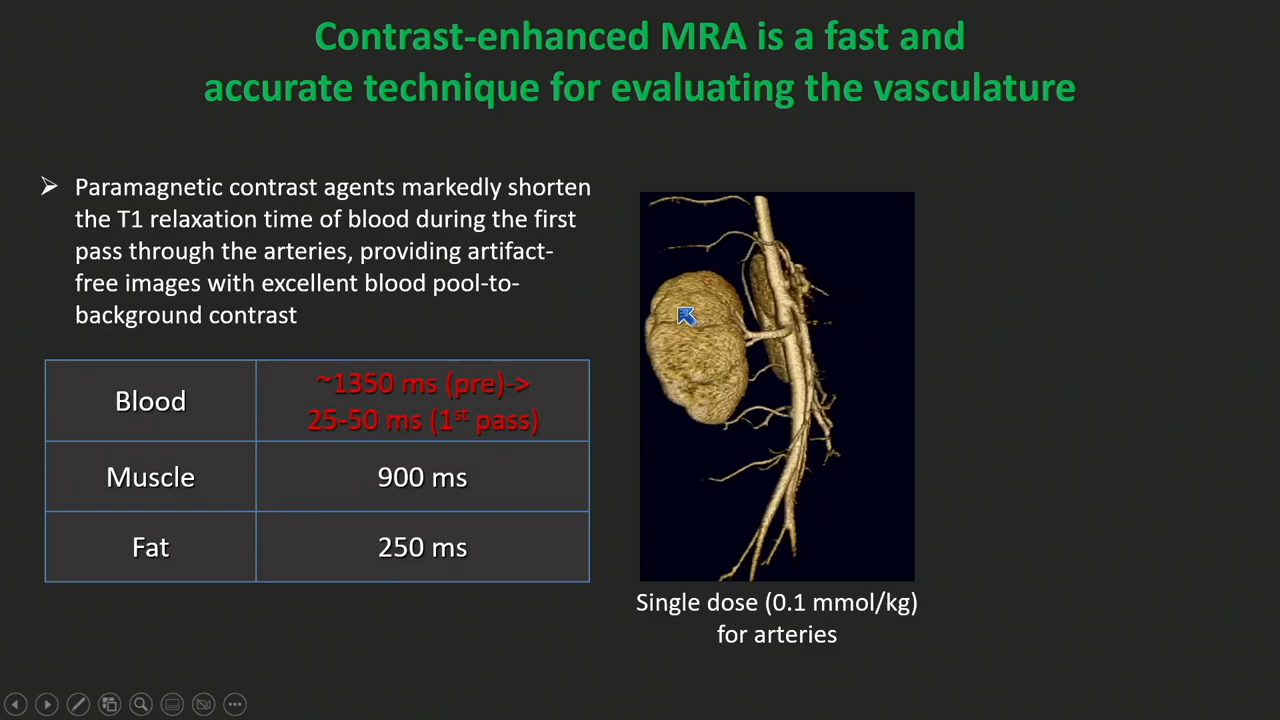 Contrast-enhanced MRA is a fast and
accurate technique for evaluating the vasculature
➢ Paramagnetic contrast agents markedly shorten
the T1 relaxation time of blood during the first
pass through the arteries, providing artifact-
free images with excellent blood pool-to-
background contrast
Blood
~1350 ms (pre)->
25-50 ms (1st pass)
Muscle
900 ms
Fat
250 ms
Single dose (0.1 mmol/kg)
for arteries